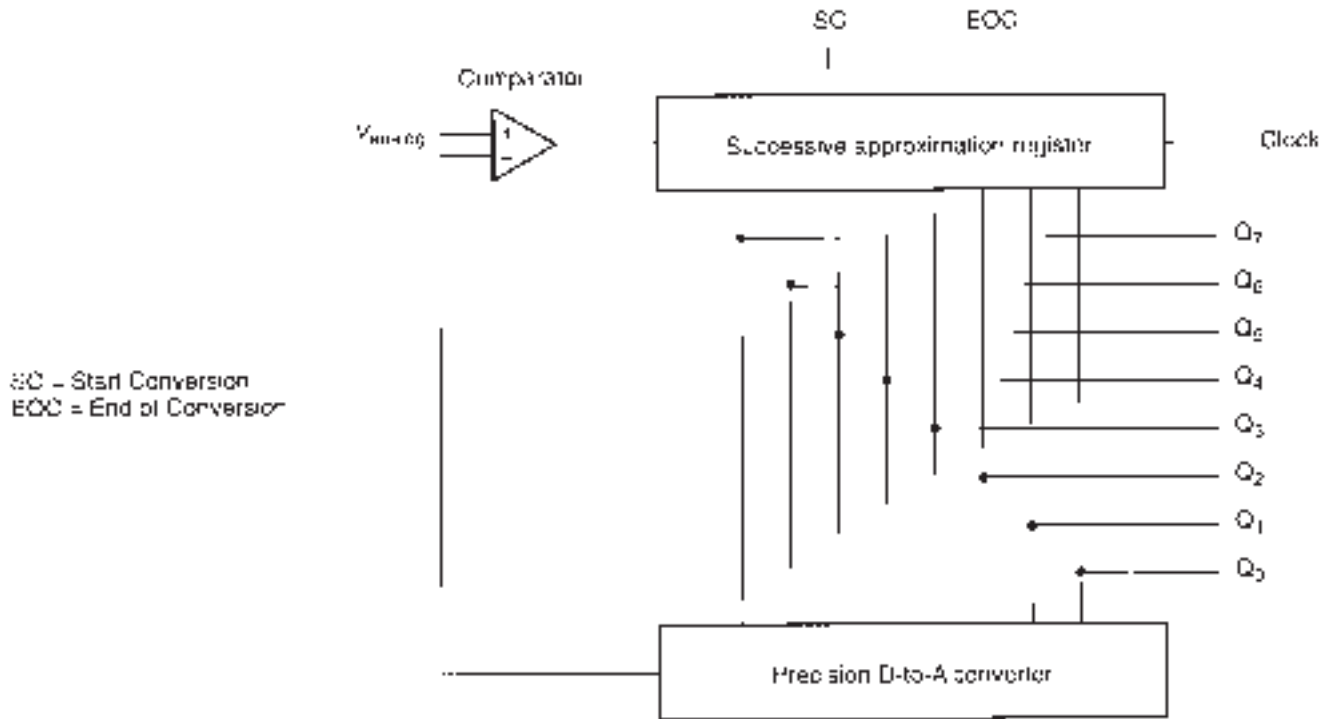 SC EOC
Comparator
Vanalog
+
−
Successive approximation register
Clock
Q7
Q6
Q5
Q4
SC = Start Conversion
EOC = End of Conversion
Q3
Q2
Q1
Q0
Precision D-to-A converter